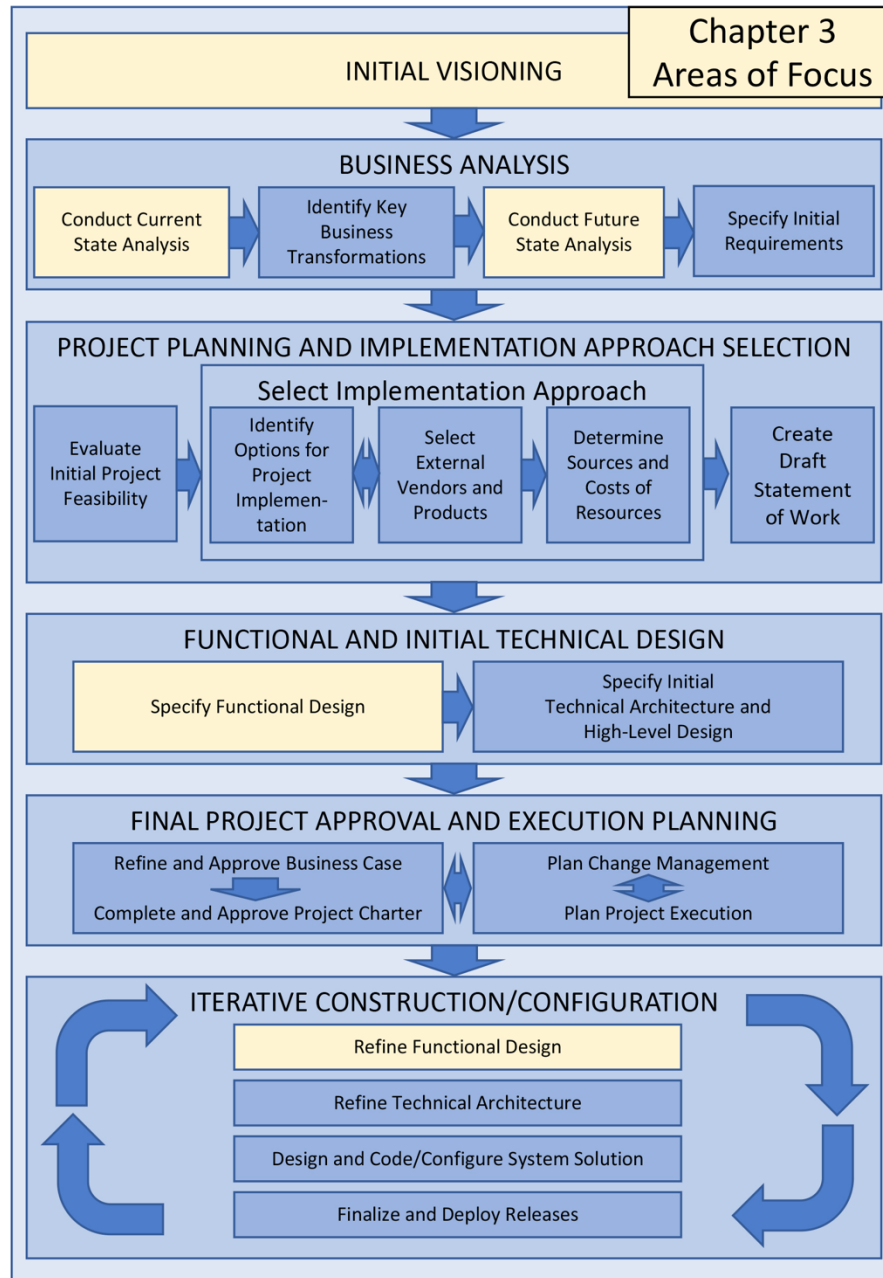 Chapter 3
Areas of Focus
INITIAL VISIONING
BUSINESS ANALYSIS
Conduct Current
State Analysis
Identify Key
Business
Transformations
Conduct Future
State Analysis
Specify Initial
Requirements
PROJECT PLANNING AND IMPLEMENTATION APPROACH SELECTION
Select Implementation Approach
Evaluate
Initial Project
Feasibility
Identify
Options for
Project
Implemen-
tation
Select
External
Vendors and
Products
Determine
Sources and
Costs of
Resources
Create
Draft
Statement
of Work
FUNCTIONAL AND INITIAL TECHNICAL DESIGN
Specify Functional Design
Specify Initial
Technical Architecture and
High-Level Design
FINAL PROJECT APPROVAL AND EXECUTION PLANNING
Refine and Approve Business Case
Complete and Approve Project Charter
Plan Change Management
Plan Project Execution
ITERATIVE CONSTRUCTION/CONFIGURATION
Refine Functional Design
Refine Technical Architecture
Design and Code/Configure System Solution
Finalize and Deploy Releases